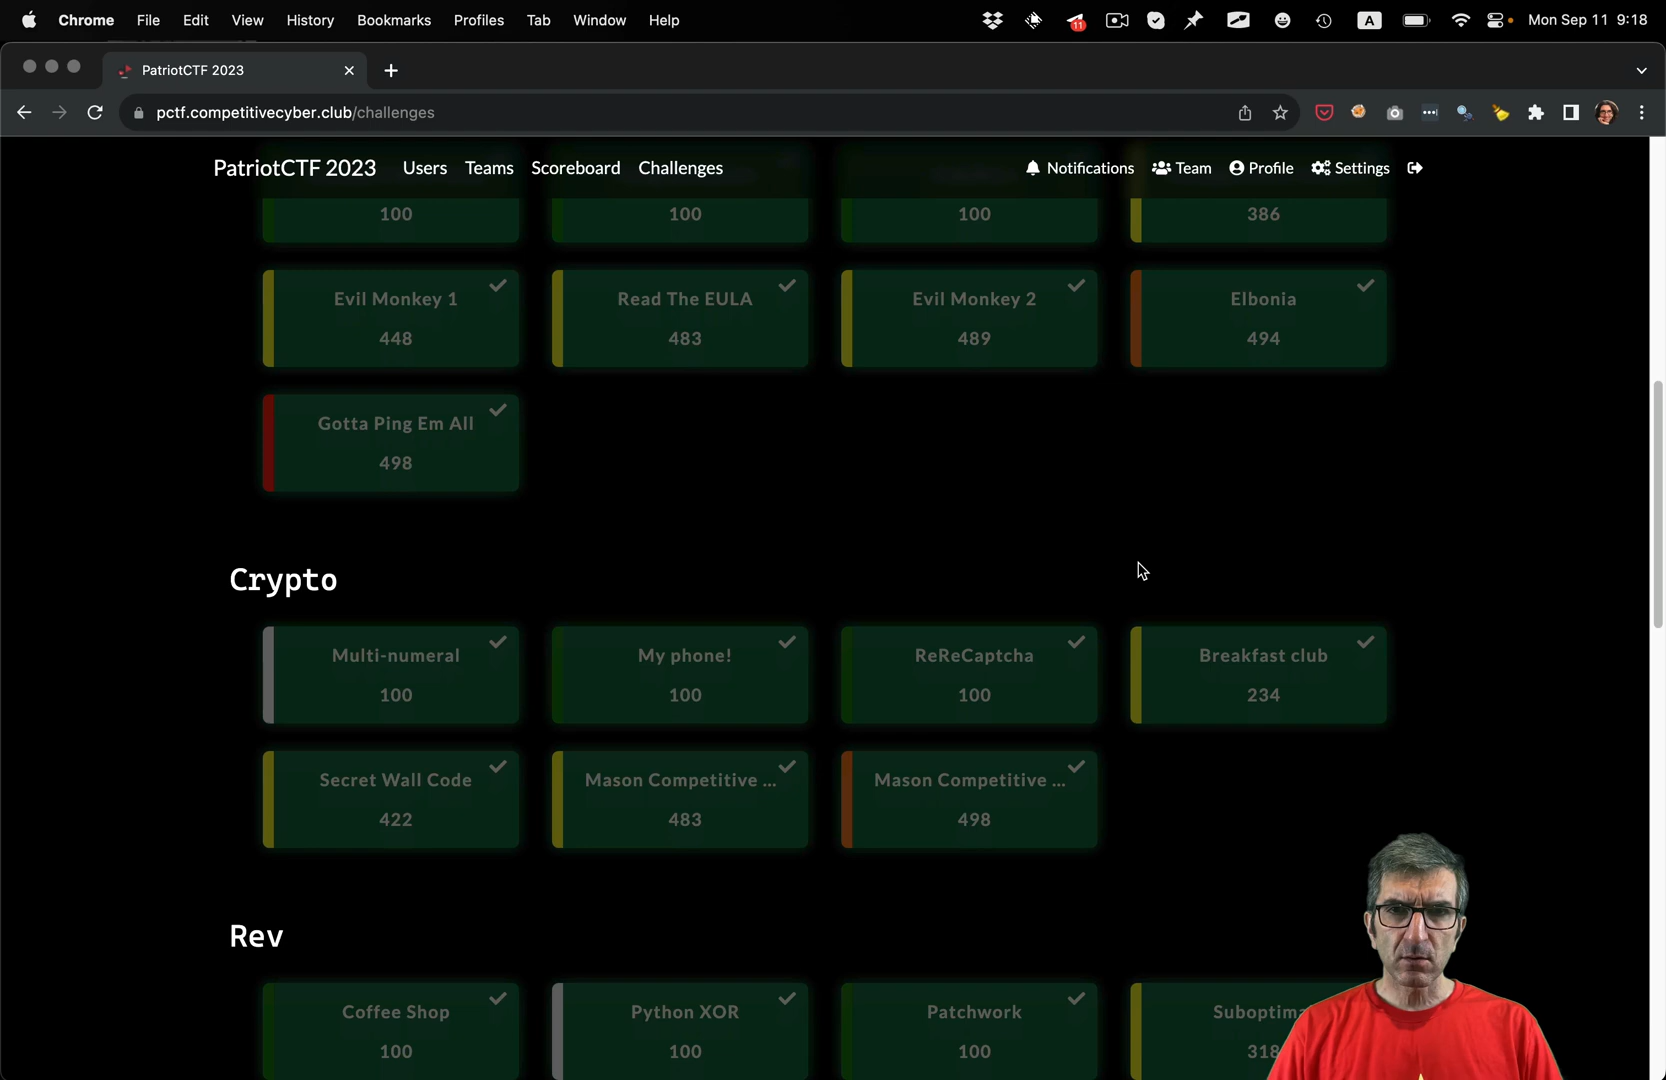 Chrome File Edit View History Bookmarks Profiles Tab Window Help 11 A Mon Sep 11 9:18
PatriotCTF 2023
pctf.competitivecyber.club/challenges
PatriotCTF 2023 Users Teams Scoreboard Challenges Notifications Team Profile Settings
100 100 100 386
Evil Monkey 1 Read The EULA Evil Monkey 2 Elbonia
448 483 489 494
Gotta Ping Em All
498
Crypto
Multi-numeral My phone! ReReCaptcha Breakfast club
100 100 100 234
Secret Wall Code Mason Competitive ... Mason Competitive ...
422 483 498
Rev
Coffee Shop Python XOR Patchwork Suboptima
100 100 100 318